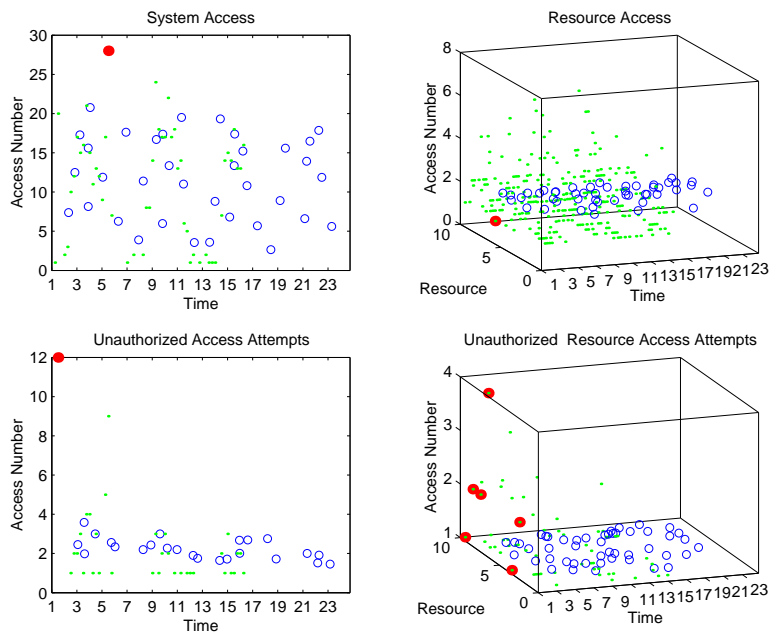 System Access
30
25
20
15
10
5
0
Access Number
1 3 5 7 9 11 13 15 17 19 21 23
Time
Resource Access
8
6
4
2
0
Access Number
10
5
0
Resource
1 3 5 7 9 11 13 15 17 19 21 23
Time
Unauthorized Access Attempts
12
10
8
6
4
2
0
Access Number
1 3 5 7 9 11 13 15 17 19 21 23
Time
Unauthorized Resource Access Attempts
4
3
2
1
Access Number
10
5
0
Resource
1 3 5 7 9 11 13 15 17 19 21 23
Time